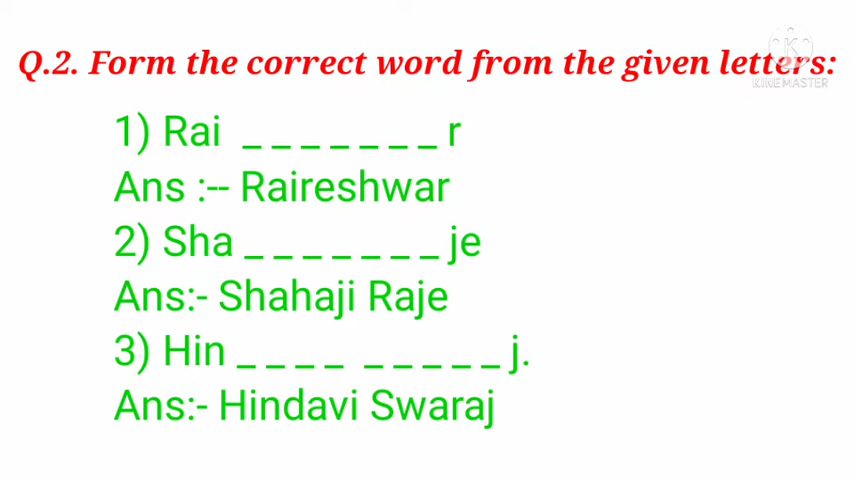 Q.2. Form the correct word from the given letters:
K
KINEMASTER
1) Rai _ _ _ _ _ _ _ r
Ans :-- Raireshwar
2) Sha _ _ _ _ _ _ _ je
Ans:- Shahaji Raje
3) Hin _ _ _ _  _ _ _ _ _ j.
Ans:- Hindavi Swaraj